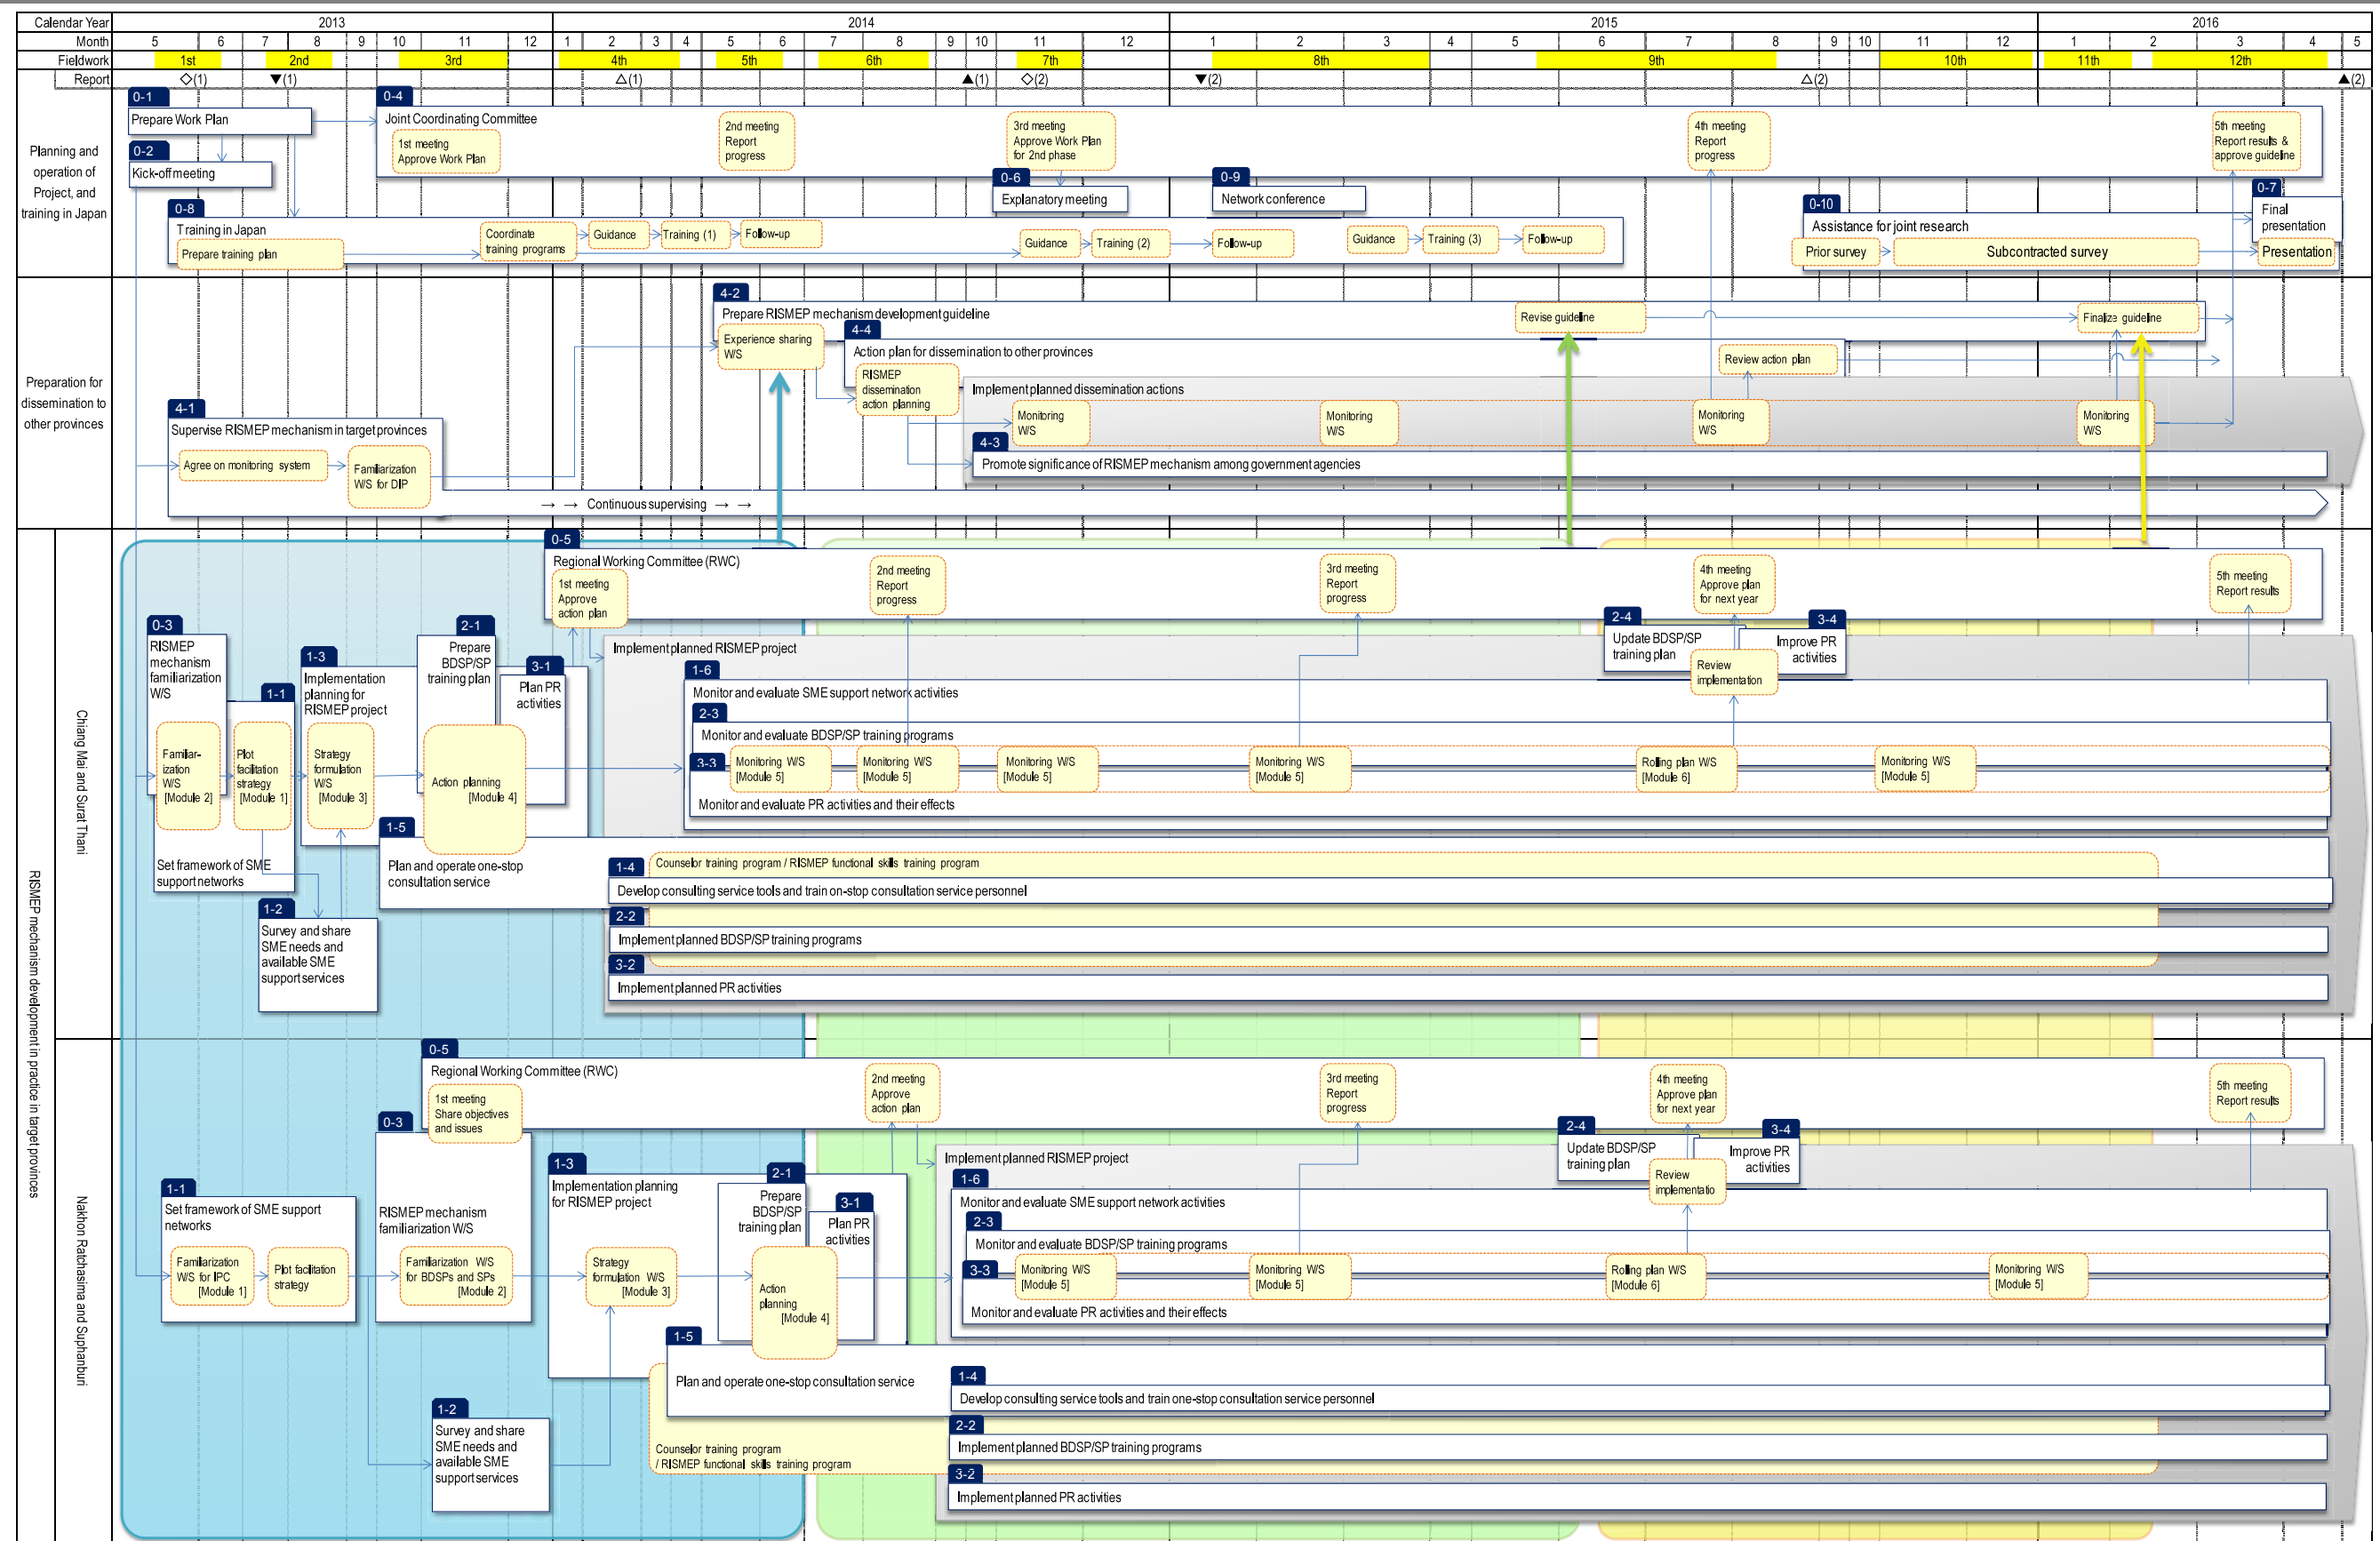 Calendar Year 2013 2014 2015 2016
Month 5 6 7 8 9 10 11 12 1 2 3 4 5 6 7 8 9 10 11 12 1 2 3 4 5 6 7 8 9 10 11 12 1 2 3 4 5
Fieldwork 1st 2nd 3rd 4th 5th 6th 7th 8th 9th 10th 11th 12th
Report ◇(1) ▼(1) △(1) ▲(1) ◇(2) ▼(2) △(2) ▲(2)
Planning and
operation of
Project, and
training in Japan
0-1
Prepare Work Plan
0-2
Kick-off meeting
0-4
Joint Coordinating Committee
1st meeting
Approve Work Plan
2nd meeting
Report
progress
3rd meeting
Approve Work Plan
for 2nd phase
4th meeting
Report
progress
5th meeting
Report results &
approve guideline
0-6
Explanatory meeting
0-9
Network conference
0-7
Final
presentation
0-8
Training in Japan
Prepare training plan
Coordinate
training programs
Guidance
Training (1)
Follow-up
Guidance
Training (2)
Follow-up
Guidance
Training (3)
Follow-up
0-10
Assistance for joint research
Prior survey
Subcontracted survey
Presentation
Preparation for
dissemination to
other provinces
4-2
Prepare RISMEP mechanism development guideline
Experience sharing
W/S
Revise guideline
Finalize guideline
4-4
Action plan for dissemination to other provinces
RISMEP
dissemination
action planning
Review action plan
Implement planned dissemination actions
Monitoring
W/S
Monitoring
W/S
Monitoring
W/S
Monitoring
W/S
4-3
Promote significance of RISMEP mechanism among government agencies
4-1
Supervise RISMEP mechanism in target provinces
Agree on monitoring system
Familiarization
W/S for DIP
→ → Continuous supervising → →
RISMEP mechanism development in practice in target provinces
Chiang Mai and Surat Thani
0-5
Regional Working Committee (RWC)
1st meeting
Approve
action plan
2nd meeting
Report
progress
3rd meeting
Report
progress
4th meeting
Approve plan
for next year
5th meeting
Report results
0-3
RISMEP
mechanism
familiarization
W/S
Familiar-
ization
W/S
[Module 2]
1-1
Plot
facilitation
strategy
[Module 1]
Set framework of SME
support networks
1-3
Implementation
planning for
RISMEP project
Strategy
formulation
W/S
[Module 3]
2-1
Prepare
BDSP/SP
training plan
3-1
Plan PR
activities
Action planning
[Module 4]
1-5
Plan and operate one-stop
consultation service
1-2
Survey and share
SME needs and
available SME
support services
Implement planned RISMEP project
1-6
Monitor and evaluate SME support network activities
2-3
Monitor and evaluate BDSP/SP training programs
3-3
Monitoring W/S
[Module 5]
Monitoring W/S
[Module 5]
Monitoring W/S
[Module 5]
Monitoring W/S
[Module 5]
Rolling plan W/S
[Module 6]
Monitoring W/S
[Module 5]
Monitor and evaluate PR activities and their effects
2-4
Update BDSP/SP
training plan
3-4
Improve PR
activities
Review
implementation
Counselor training program / RISMEP functional skills training program
1-4
Develop consulting service tools and train on-stop consultation service personnel
2-2
Implement planned BDSP/SP training programs
3-2
Implement planned PR activities
Nakhon Ratchasima and Suphanburi
0-5
Regional Working Committee (RWC)
1st meeting
Share objectives
and issues
2nd meeting
Approve
action plan
3rd meeting
Report
progress
4th meeting
Approve plan
for next year
5th meeting
Report results
1-1
Set framework of SME support
networks
Familiarization
W/S for IPC
[Module 1]
Plot facilitation
strategy
0-3
RISMEP mechanism
familiarization W/S
Familiarization W/S
for BDSPs and SPs
[Module 2]
1-3
Implementation planning
for RISMEP project
Strategy
formulation W/S
[Module 3]
2-1
Prepare
BDSP/SP
training plan
3-1
Plan PR
activities
Action
planning
[Module 4]
1-2
Survey and share
SME needs and
available SME
support services
Implement planned RISMEP project
1-6
Monitor and evaluate SME support network activities
2-3
Monitor and evaluate BDSP/SP training programs
3-3
Monitoring W/S
[Module 5]
Monitoring W/S
[Module 5]
Rolling plan W/S
[Module 6]
Monitoring W/S
[Module 5]
Monitor and evaluate PR activities and their effects
2-4
Update BDSP/SP
training plan
3-4
Improve PR
activities
Review
implementatio
1-5
Plan and operate one-stop consultation service
1-4
Develop consulting service tools and train one-stop consultation service personnel
2-2
Implement planned BDSP/SP training programs
Counselor training program
/ RISMEP functional skills training program
3-2
Implement planned PR activities